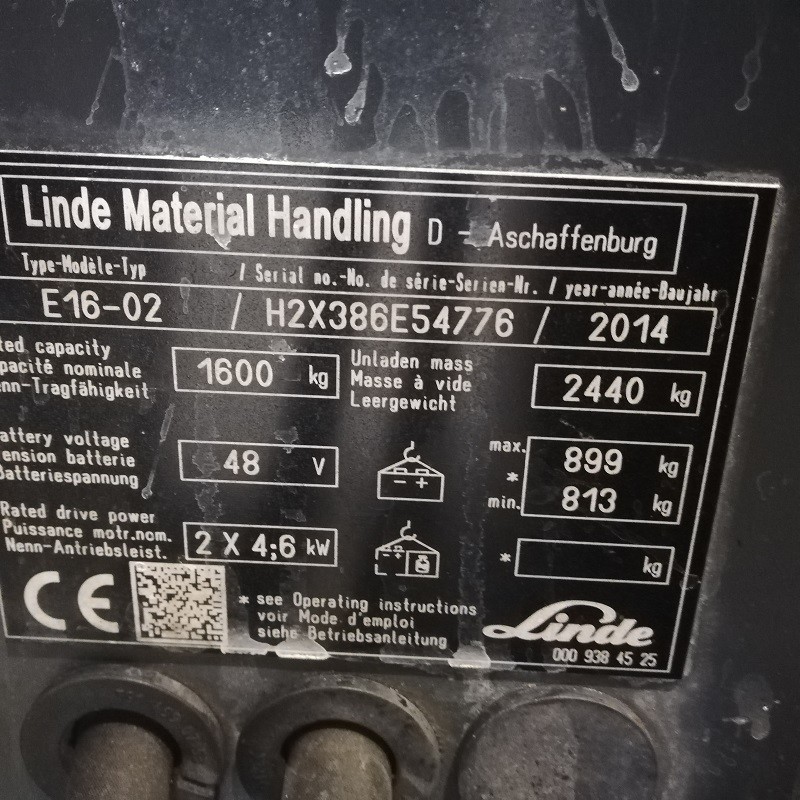 Linde Material Handling D - Aschaffenburg
Type-Modèle-Typ / Serial no.-No. de série-Serien-Nr. / year-année-Baujahr
E16-02 / H2X386E54776 / 2014
ted capacity
pacité nominale
nn-Tragfähigkeit
1600 kg
Unladen mass
Masse à vide
Leergewicht
2440 kg
attery voltage
ension batterie
Batteriespannung
48 V
- +
max. 899 kg
*
min. 813 kg
Rated drive power
Puissance motr.nom.
Nenn-Antriebsleist.
2 X 4;6 kW
* kg
CE
* see Operating instructions
voir Mode d'emploi
siehe Betriebsanleitung
Linde
000 938 45 25